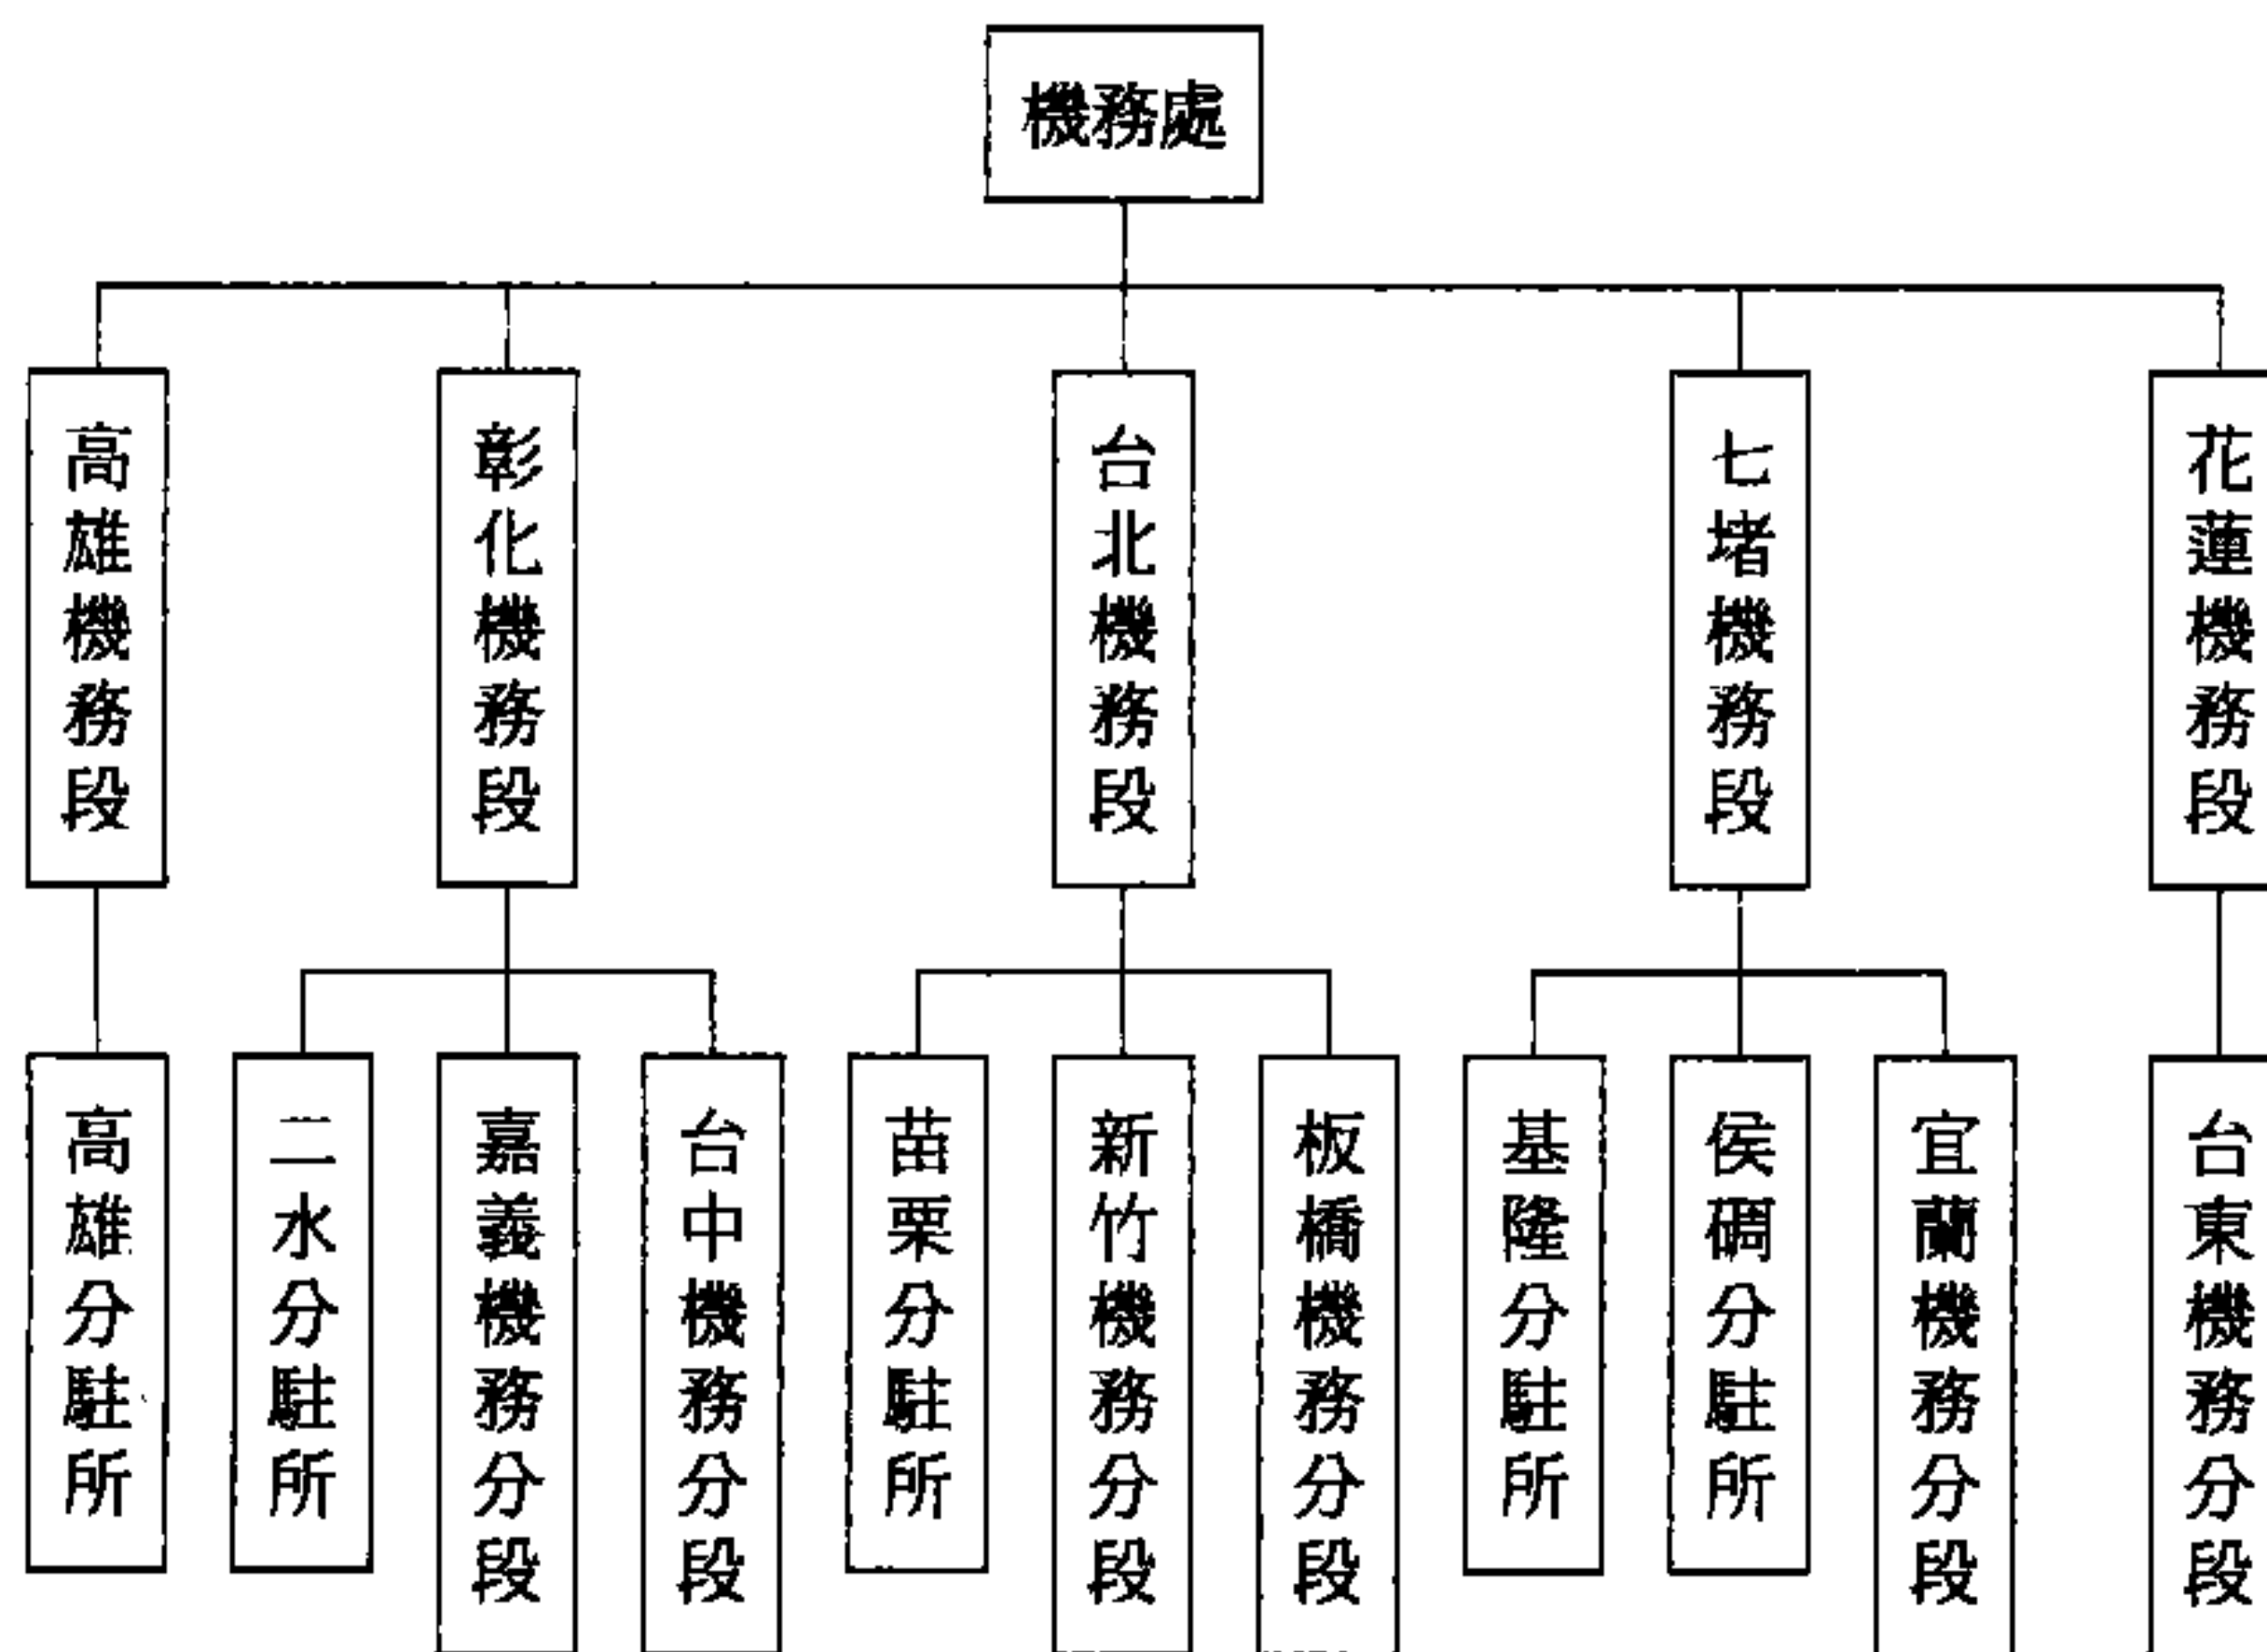 機務處
高雄機務段
彰化機務段
台北機務段
七堵機務段
花蓮機務段
高雄分駐所
二水分駐所
嘉義機務分段
台中機務分段
苗栗分駐所
新竹機務分段
板橋機務分段
基隆分駐所
侯硐分駐所
宜蘭機務分段
台東機務分段